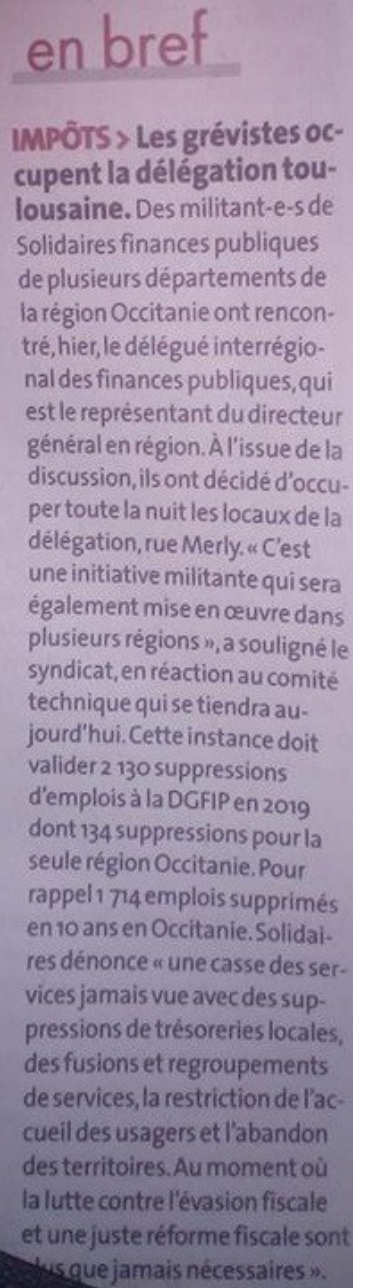 en bref
IMPÔTS > Les grévistes oc-
cupent la délégation tou-
lousaine. Des militant-e-s de
Solidaires finances publiques
de plusieurs départements de
la région Occitanie ont rencon-
tré, hier, le délégué interrégio-
nal des finances publiques, qui
est le représentant du directeur
général en région. À l'issue de la
discussion, ils ont décidé d'occu-
per toute la nuit les locaux de la
délégation, rue Merly. « C'est
une initiative militante qui sera
également mise en œuvre dans
plusieurs régions », a souligné le
syndicat, en réaction au comité
technique qui se tiendra au-
jourd'hui. Cette instance doit
valider 2 130 suppressions
d'emplois à la DGFIP en 2019
dont 134 suppressions pour la
seule région Occitanie. Pour
rappel 1 714 emplois supprimés
en 10 ans en Occitanie. Solidai-
res dénonce « une casse des ser-
vices jamais vue avec des sup-
pressions de trésoreries locales,
des fusions et regroupements
de services, la restriction de l'ac-
cueil des usagers et l'abandon
des territoires. Au moment où
la lutte contre l'évasion fiscale
et une juste réforme fiscale sont
plus que jamais nécessaires ».